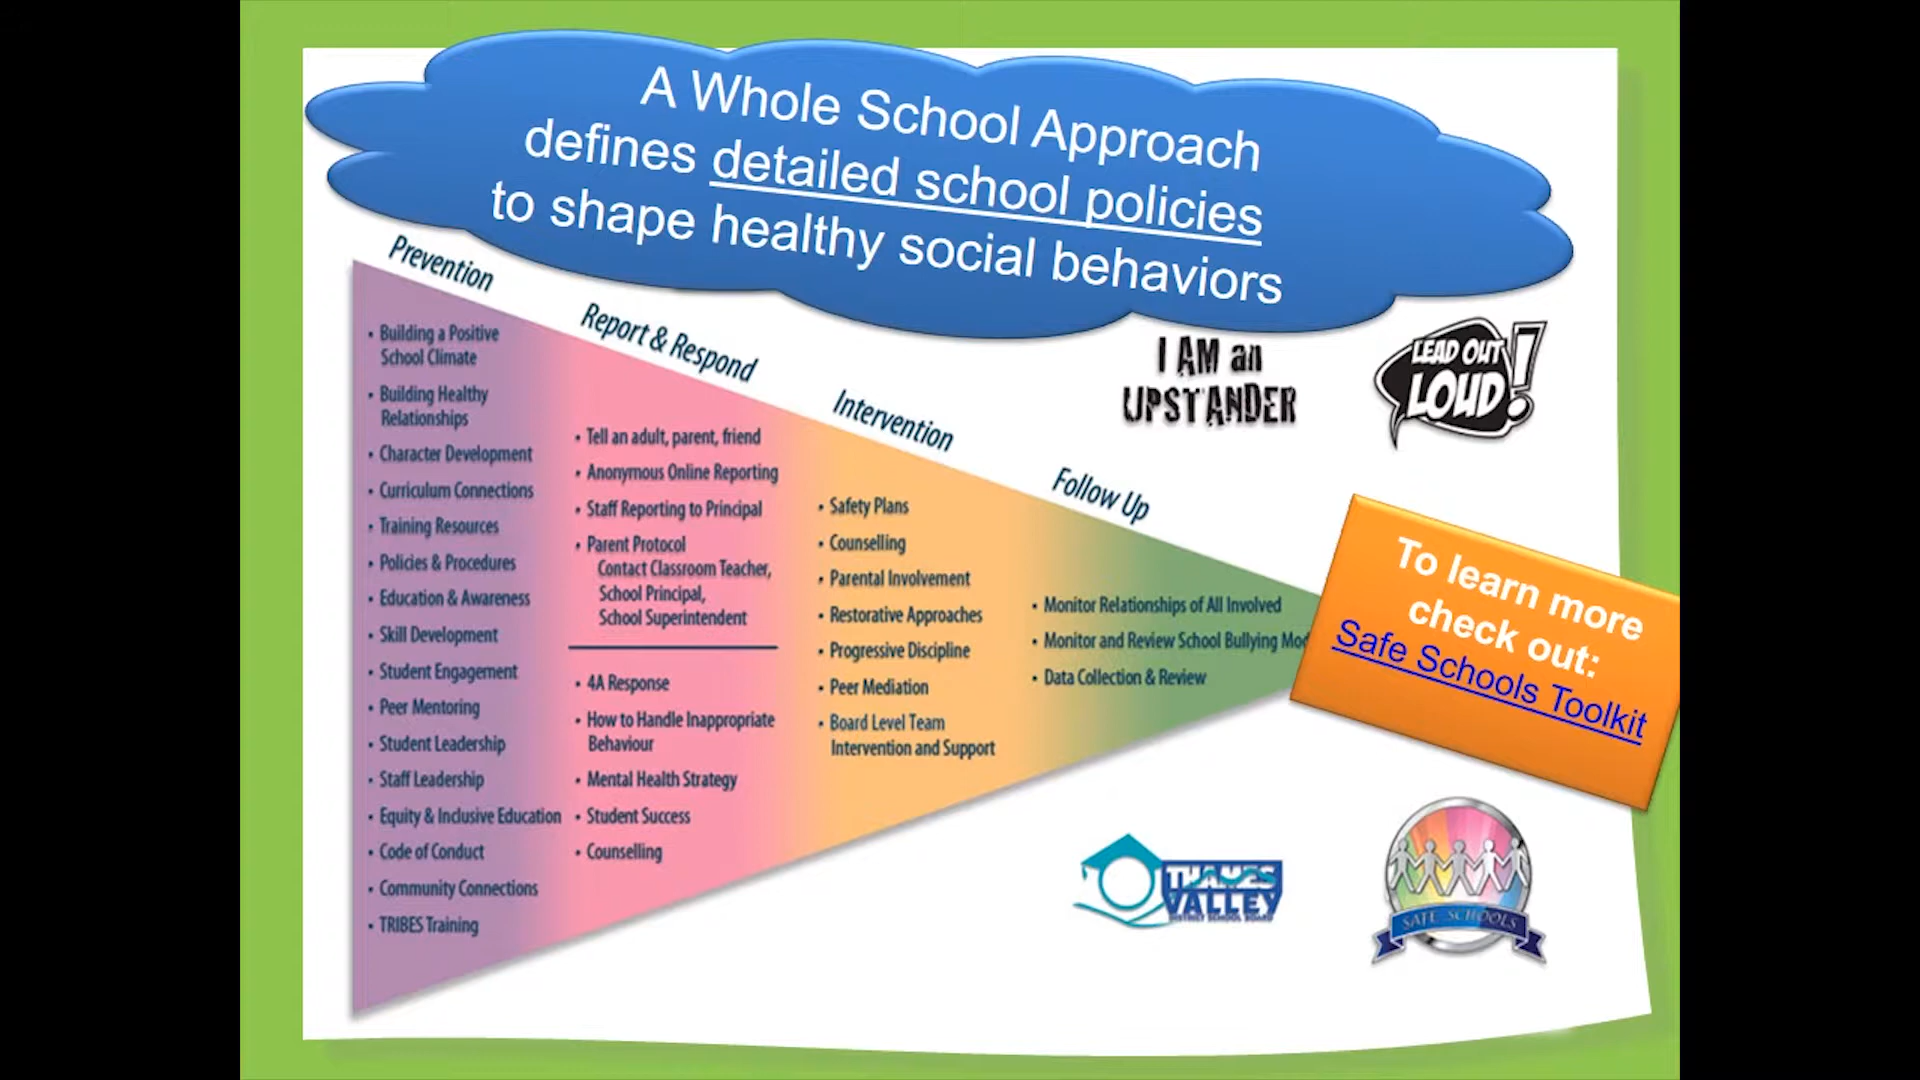 A Whole School Approach
defines detailed school policies
to shape healthy social behaviors
Prevention
• Building a Positive
School Climate
• Building Healthy
Relationships
• Character Development
• Curriculum Connections
• Training Resources
• Policies & Procedures
• Education & Awareness
• Skill Development
• Student Engagement
• Peer Mentoring
• Student Leadership
• Staff Leadership
• Equity & Inclusive Education
• Code of Conduct
• Community Connections
• TRIBES Training
Report & Respond
• Tell an adult, parent, friend
• Anonymous Online Reporting
• Staff Reporting to Principal
• Parent Protocol
Contact Classroom Teacher,
School Principal,
School Superintendent
• 4A Response
• How to Handle Inappropriate
Behaviour
• Mental Health Strategy
• Student Success
• Counselling
Intervention
• Safety Plans
• Counselling
• Parental Involvement
• Restorative Approaches
• Progressive Discipline
• Peer Mediation
• Board Level Team
Intervention and Support
Follow Up
• Monitor Relationships of All Involved
• Monitor and Review School Bullying
• Data Collection & Review
I AM an
UPSTANDER
LEAD OUT
LOUD!
To learn more
check out:
Safe Schools Toolkit
THAMES
VALLEY
DISTRICT SCHOOL BOARD
SAFE SCHOOLS